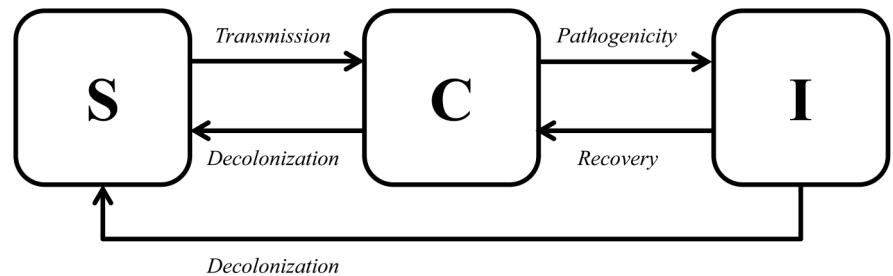 Transmission
Pathogenicity
S
C
I
Decolonization
Recovery
Decolonization